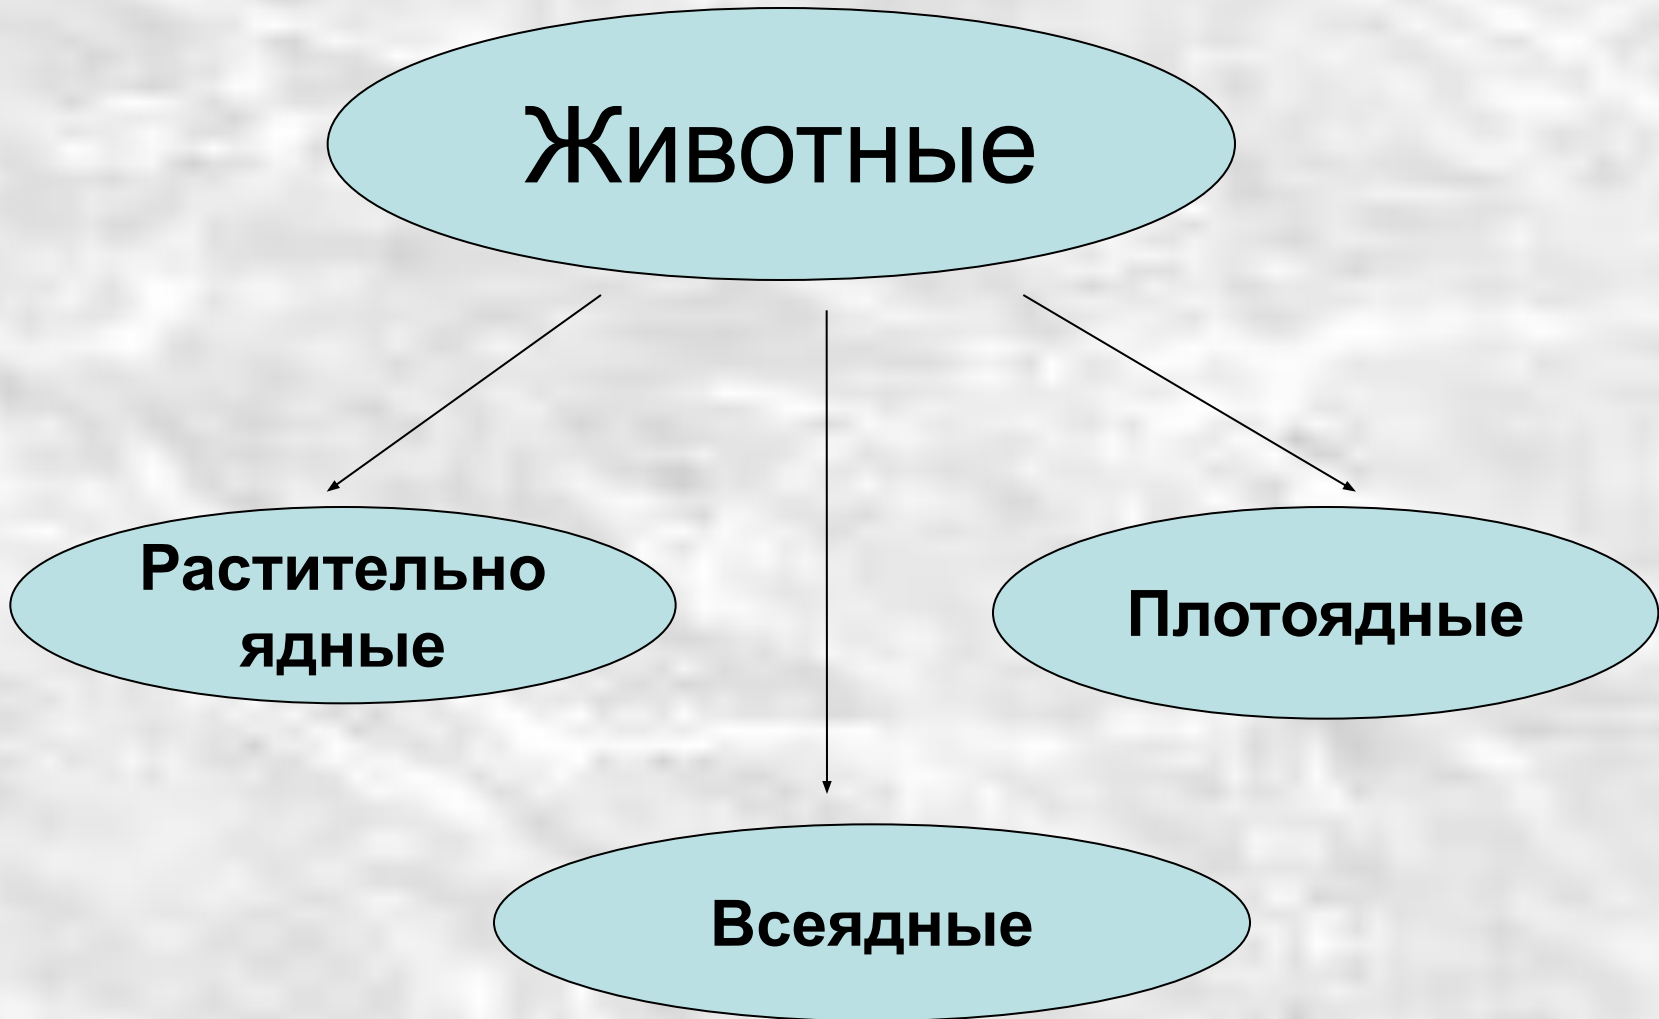 Животные
Растительно
ядные
Плотоядные
Всеядные